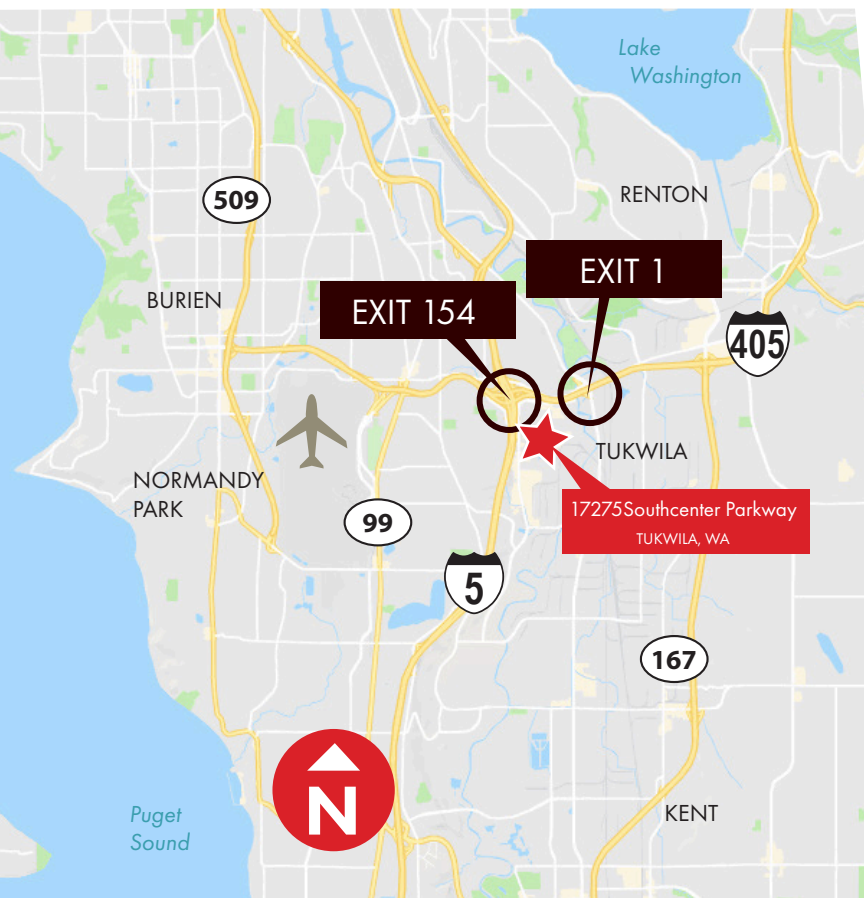 Lake
Washington
RENTON
509
EXIT 1
BURIEN
EXIT 154
405
TUKWILA
NORMANDY
PARK
17275Southcenter Parkway
TUKWILA, WA
99
5
167
N
KENT
Puget
Sound